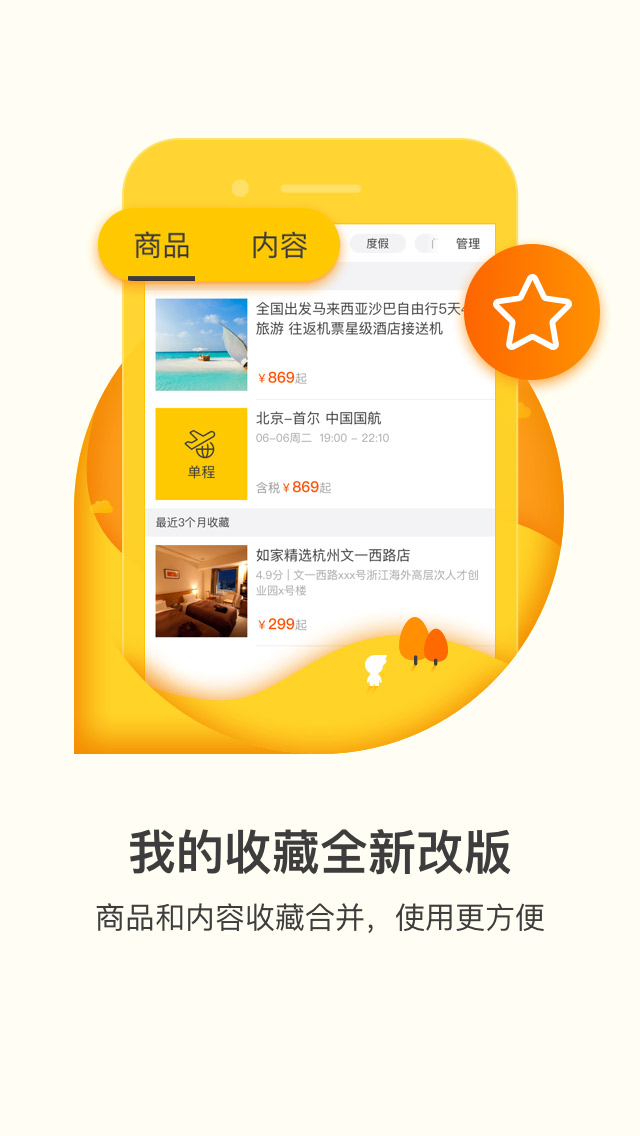 商品 内容 度假 管理
全国出发马来西亚沙巴自由行5天
旅游 往返机票星级酒店接送机
¥869起
单程
北京-首尔 中国国航
06-06周二 19:00 - 22:10
含税¥869起
最近3个月收藏
如家精选杭州文一西路店
4.9分 | 文一西路xxx号浙江海外高层次人才创
业园x号楼
¥299起
我的收藏全新改版
商品和内容收藏合并，使用更方便